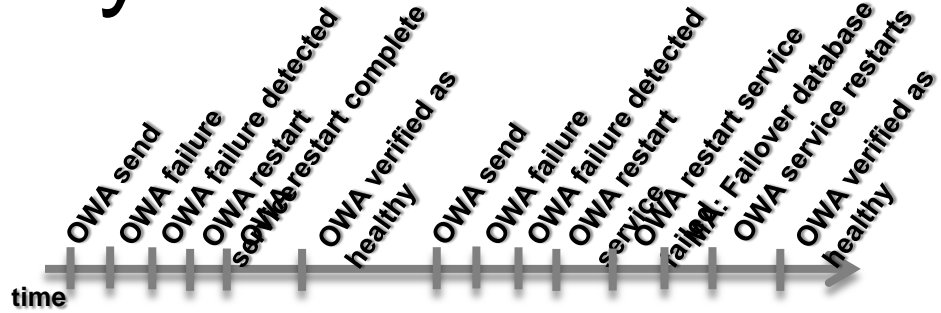 y
OWA send
OWA failure
OWA failure detected
OWA restart
service
OWA restart complete
OWA verified as
healthy
OWA send
OWA failure
OWA failure detected
OWA restart
service
OWA restart service
failed
MA: Failover database
OWA service restarts
OWA verified as
healthy
time